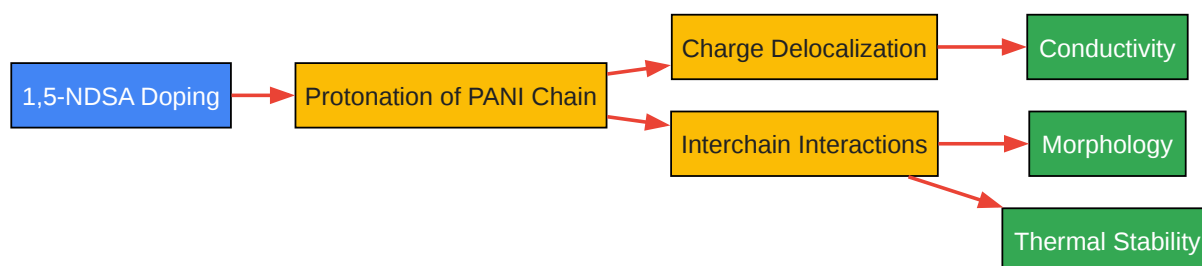 1,5-NDSA Doping
Protonation of PANI Chain
Charge Delocalization
Conductivity
Interchain Interactions
Morphology
Thermal Stability